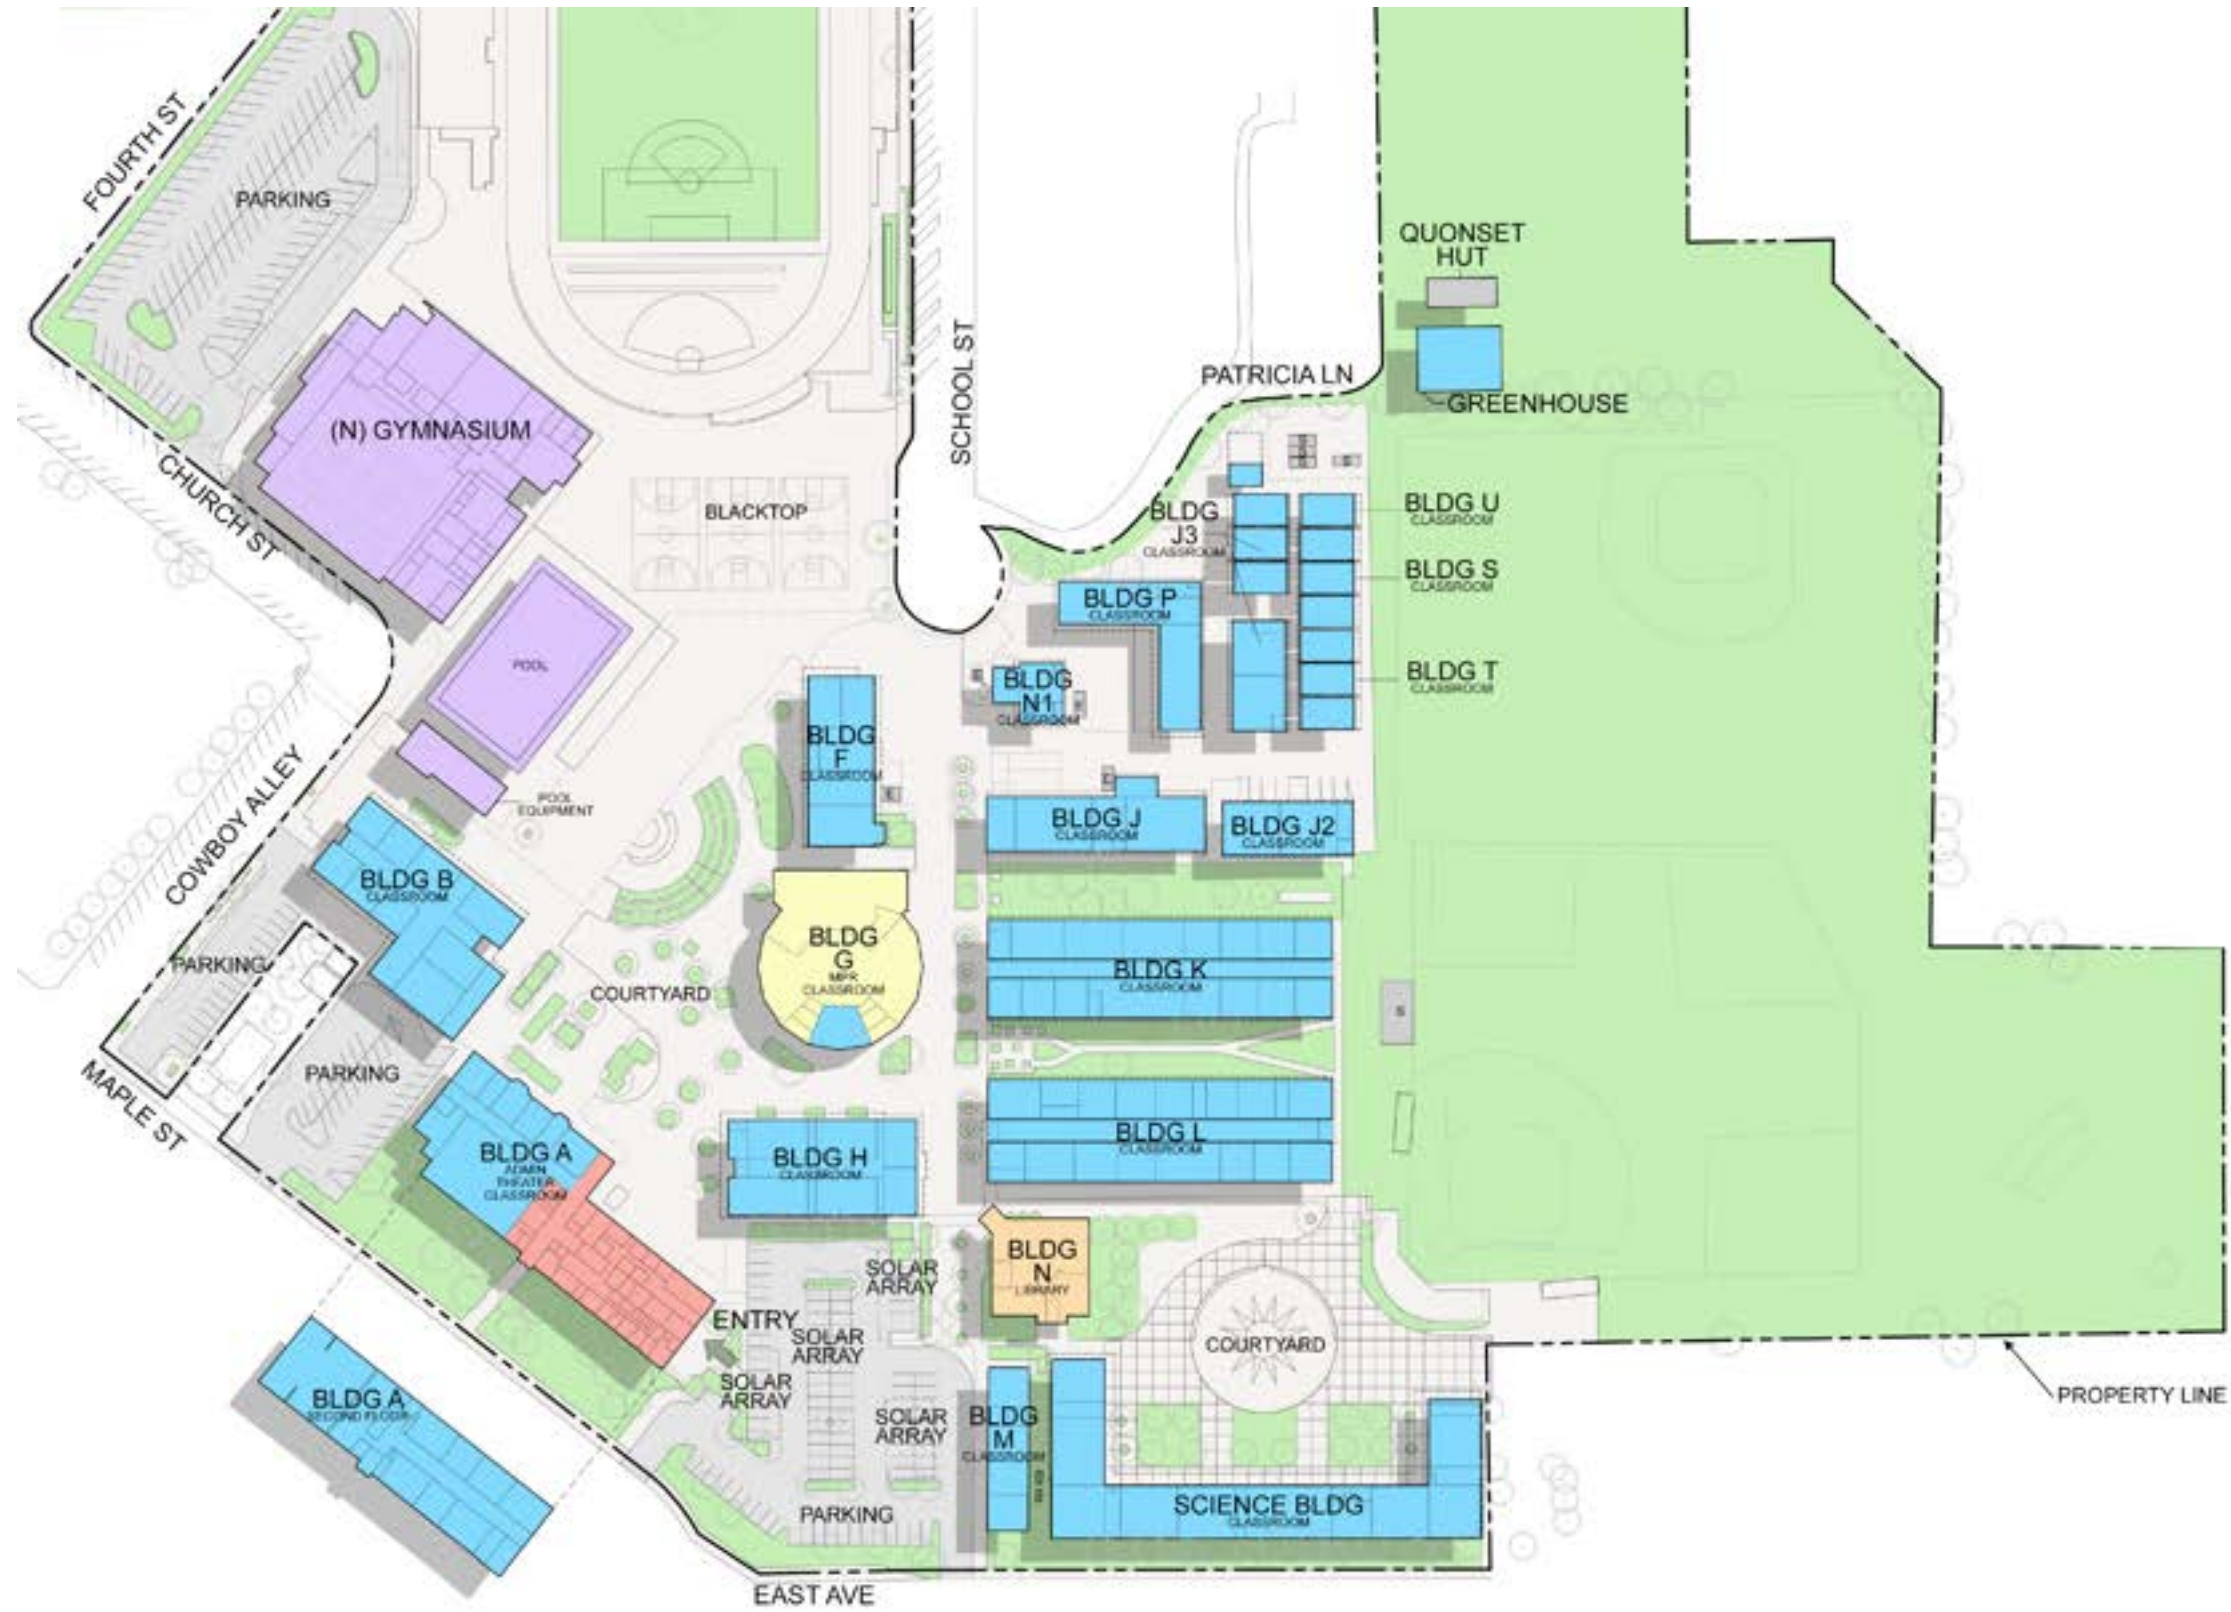 FOURTH ST
PARKING
QUONSET
HUT
SCHOOL ST
PATRICIA LN
GREENHOUSE
(N) GYMNASIUM
CHURCH ST
BLACKTOP
BLDG
J3
CLASSROOM
BLDG U
CLASSROOM
BLDG S
CLASSROOM
BLDG P
CLASSROOM
BLDG T
CLASSROOM
POOL
BLDG
N1
CLASSROOM
BLDG
F
CLASSROOM
POOL
EQUIPMENT
COWBOY ALLEY
BLDG J
CLASSROOM
BLDG J2
CLASSROOM
BLDG B
CLASSROOM
PARKING
COURTYARD
BLDG
G
MPR
CLASSROOM
BLDG K
CLASSROOM
PARKING
MAPLE ST
BLDG A
ADMIN
THEATER
CLASSROOM
BLDG H
CLASSROOM
BLDG L
CLASSROOM
SOLAR
ARRAY
BLDG
N
LIBRARY
ENTRY
SOLAR
ARRAY
COURTYARD
SOLAR
ARRAY
PROPERTY LINE
BLDG A
SECOND FLOOR
SOLAR
ARRAY
BLDG
M
CLASSROOM
PARKING
SCIENCE BLDG
CLASSROOM
EAST AVE